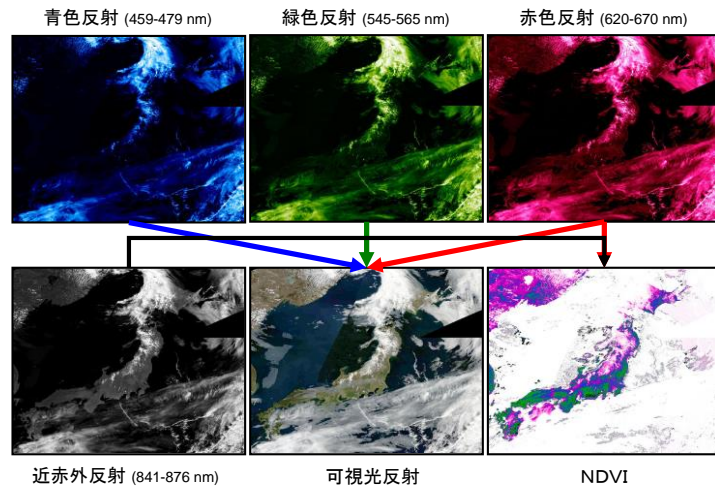 青色反射 (459-479 nm)
緑色反射 (545-565 nm)
赤色反射 (620-670 nm)
近赤外反射 (841-876 nm)
可視光反射
NDVI